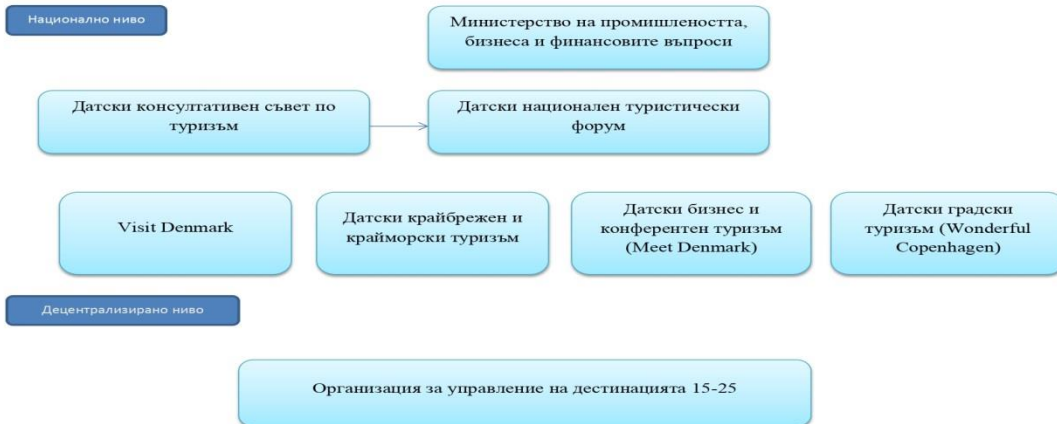 Национално ниво
Министерство на промишлеността,
бизнеса и финансовите въпроси
Датски консултативен съвет по
туризъм
Датски национален туристически
форум
Visit Denmark
Датски крайбрежен и
крайморски туризъм
Датски бизнес и
конферентен туризъм
(Meet Denmark)
Датски градски
туризъм (Wonderful
Copenhagen)
Децентрализирано ниво
Организация за управление на дестинацията 15-25